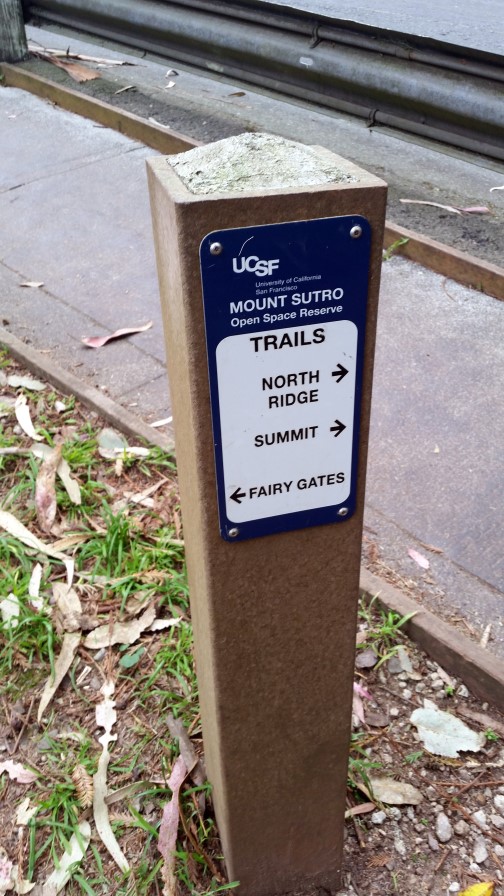 UCSF
University of California
San Francisco
MOUNT SUTRO
Open Space Reserve
TRAILS
NORTH →
RIDGE
SUMMIT →
← FAIRY GATES